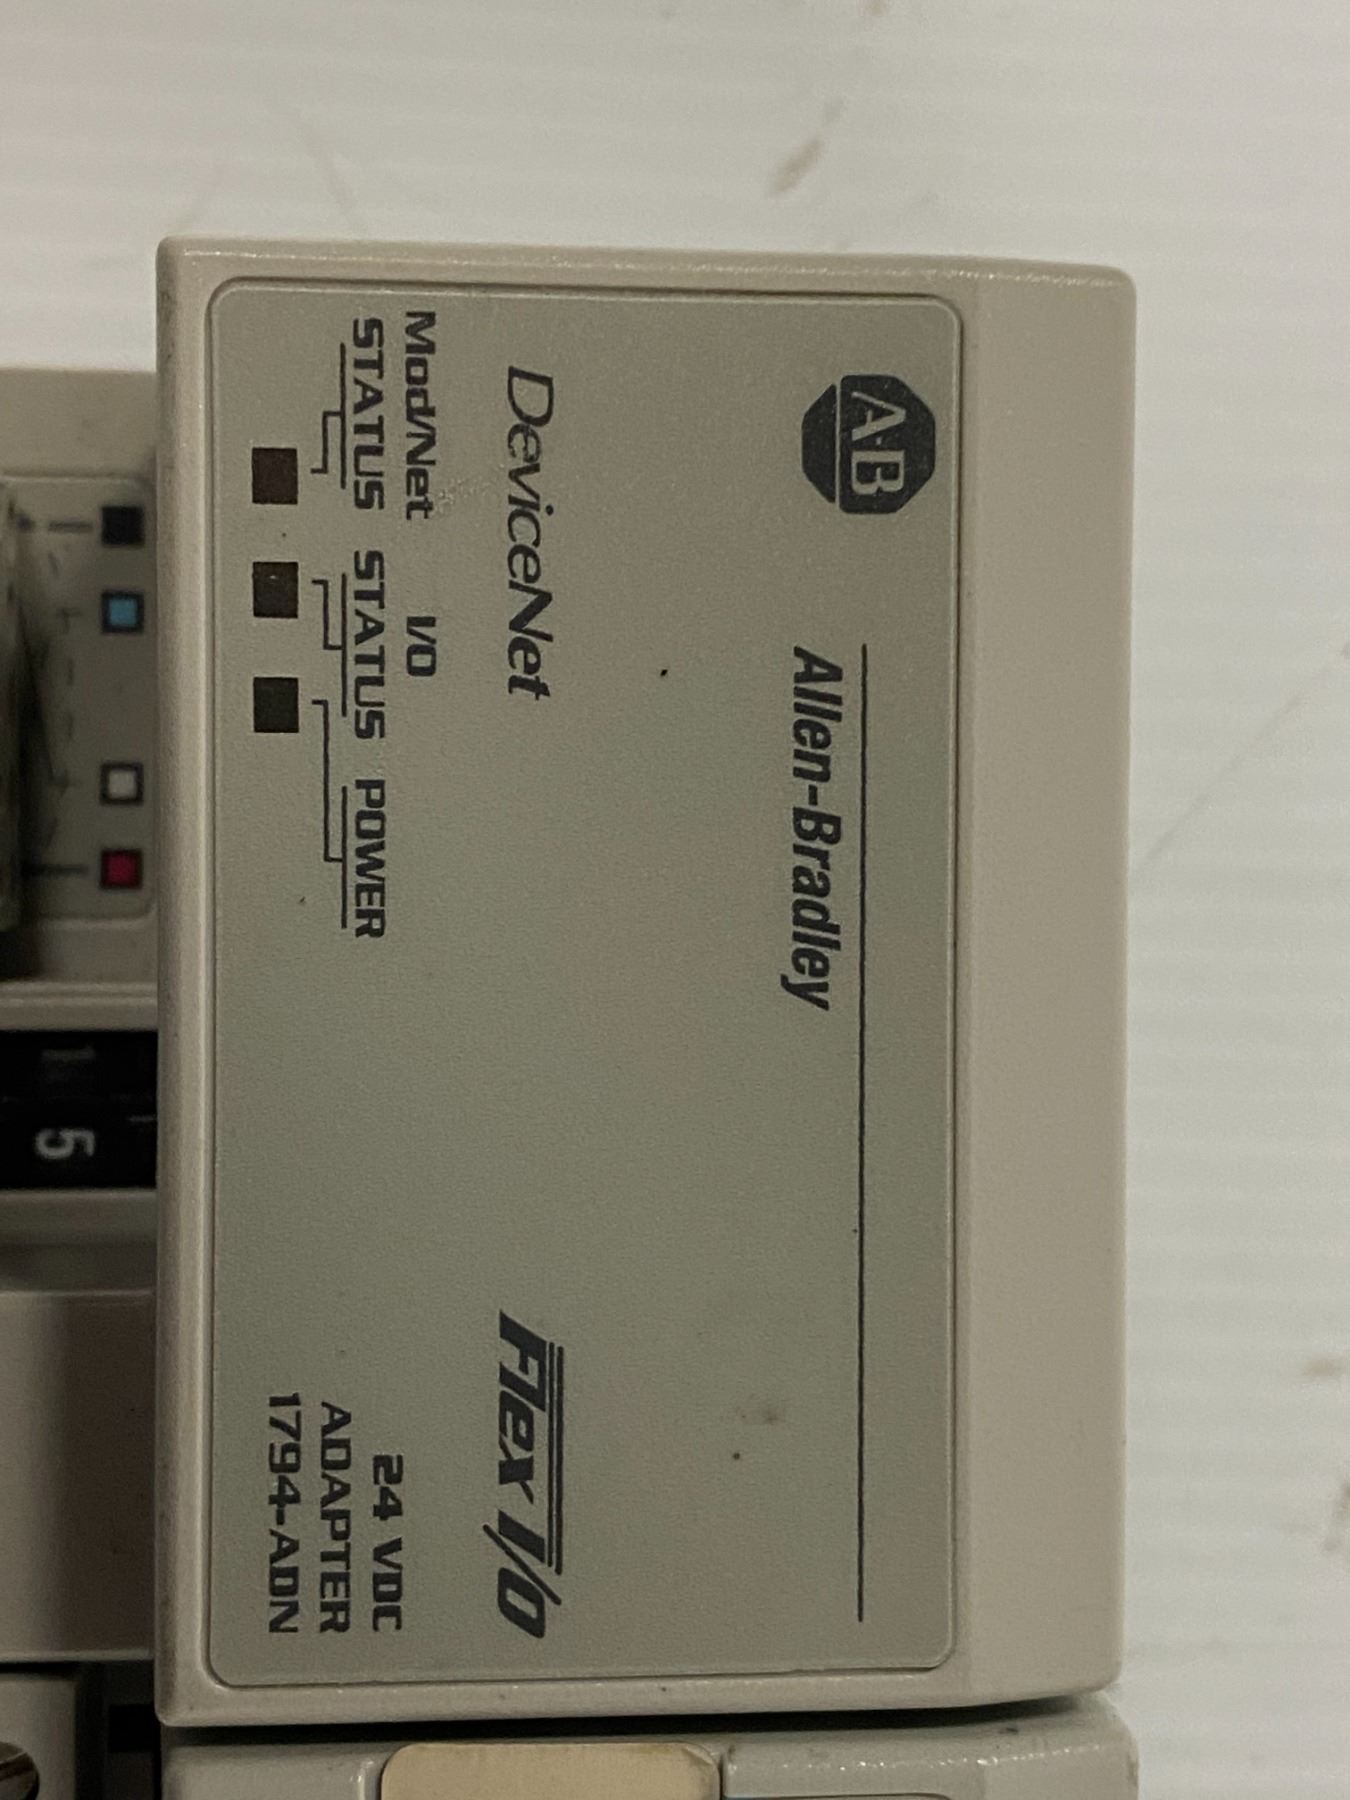 AB
Allen-Bradley
DeviceNet
Flex I/O
Mod/Net I/O
STATUS STATUS POWER
24 VDC
ADAPTER
1794-ADN
5